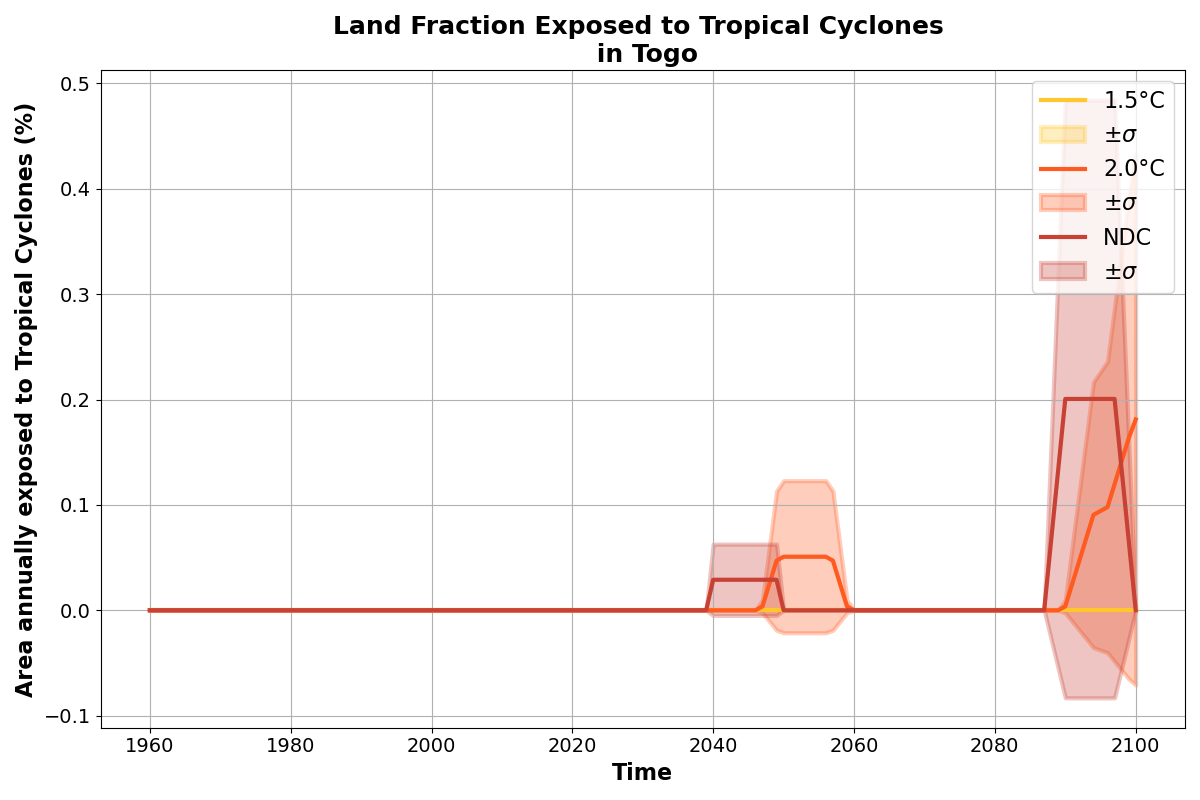 Land Fraction Exposed to Tropical Cyclones
in Togo
Area annually exposed to Tropical Cyclones (%)
0.5
0.4
0.3
0.2
0.1
0.0
−0.1
1960
1980
2000
2020
2040
2060
2080
2100
Time
1.5°C
±σ
2.0°C
±σ
NDC
±σ